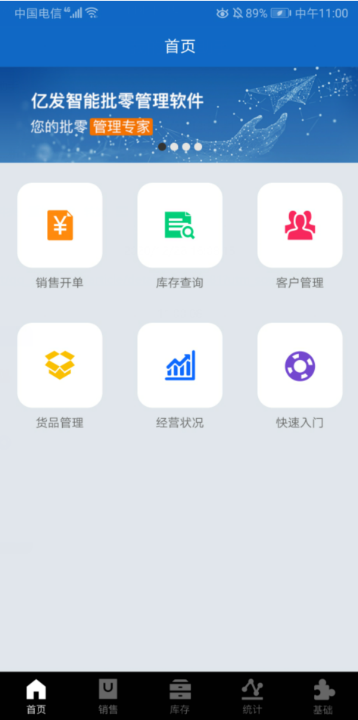 中国电信 4G 89% 中午11:00
首页
亿发智能批零管理软件
您的批零 管理专家
销售开单 库存查询 客户管理
货品管理 经营状况 快速入门
首页 销售 库存 统计 基础